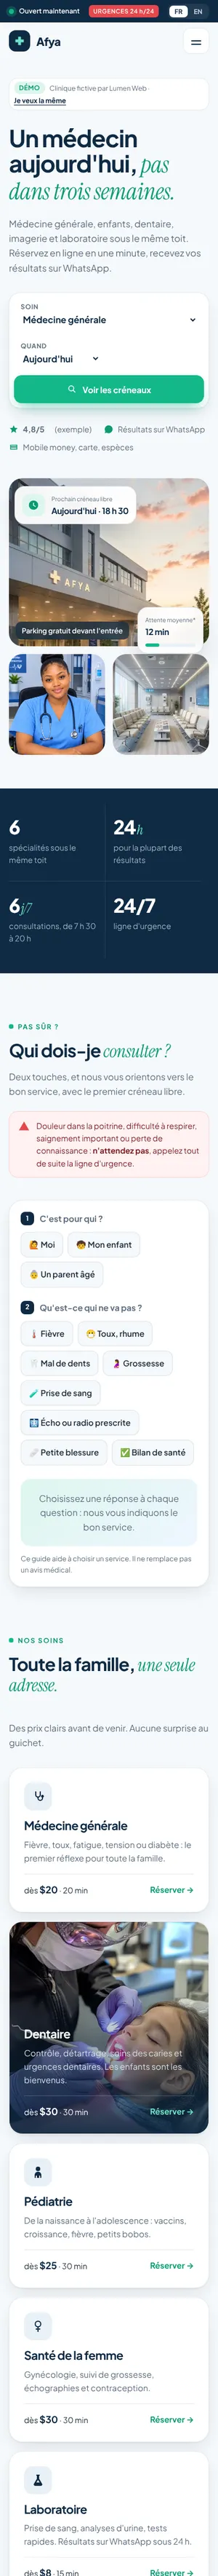 Ouvert maintenant
URGENCES 24 h/24
FR
EN
Afya
DÉMO Clinique fictive par Lumen Web ·
Je veux la même
Un médecin
aujourd'hui, pas
dans trois semaines.
Médecine générale, enfants, dentaire,
imagerie et laboratoire sous le même toit.
Réservez en ligne en une minute, recevez vos
résultats sur WhatsApp.
SOIN
Médecine générale
QUAND
Aujourd'hui
Voir les créneaux
4,8/5 (exemple)
Résultats sur WhatsApp
Mobile money, carte, espèces
Prochain créneau libre
Aujourd'hui · 18 h 30
AFYA
Parking gratuit devant l'entrée
Attente moyenne*
12 min
6
spécialités sous le
même toit
24h
pour la plupart des
résultats
6j/7
consultations, de 7 h 30
à 20 h
24/7
ligne d'urgence
PAS SÛR ?
Qui dois-je consulter ?
Deux touches, et nous vous orientons vers le
bon service, avec le premier créneau libre.
Douleur dans la poitrine, difficulté à respirer,
saignement important ou perte de
connaissance : n'attendez pas, appelez tout
de suite la ligne d'urgence.
1 C'est pour qui ?
Moi
Mon enfant
Un parent âgé
2 Qu'est-ce qui ne va pas ?
Fièvre
Toux, rhume
Mal de dents
Grossesse
Prise de sang
Écho ou radio prescrite
Petite blessure
Bilan de santé
Choisissez une réponse à chaque
question : nous vous indiquons le
bon service.
Ce guide aide à choisir un service. Il ne remplace pas
un avis médical.
NOS SOINS
Toute la famille, une seule
adresse.
Des prix clairs avant de venir. Aucune surprise au
guichet.
Médecine générale
Fièvre, toux, fatigue, tension ou diabète : le
premier réflexe pour toute la famille.
dès $20 · 20 min
Réserver →
Dentaire
Contrôle, détartrage, soins des caries et
urgences dentaires. Les enfants sont les
bienvenus.
dès $30 · 30 min
Réserver →
Pédiatrie
De la naissance à l'adolescence : vaccins,
croissance, fièvre, petits bobos.
dès $25 · 30 min
Réserver →
Santé de la femme
Gynécologie, suivi de grossesse,
échographies et contraception.
dès $30 · 30 min
Réserver →
Laboratoire
Prise de sang, analyses d'urine, tests
rapides. Résultats sur WhatsApp sous 24 h.
dès $8 · 15 min
Réserver →